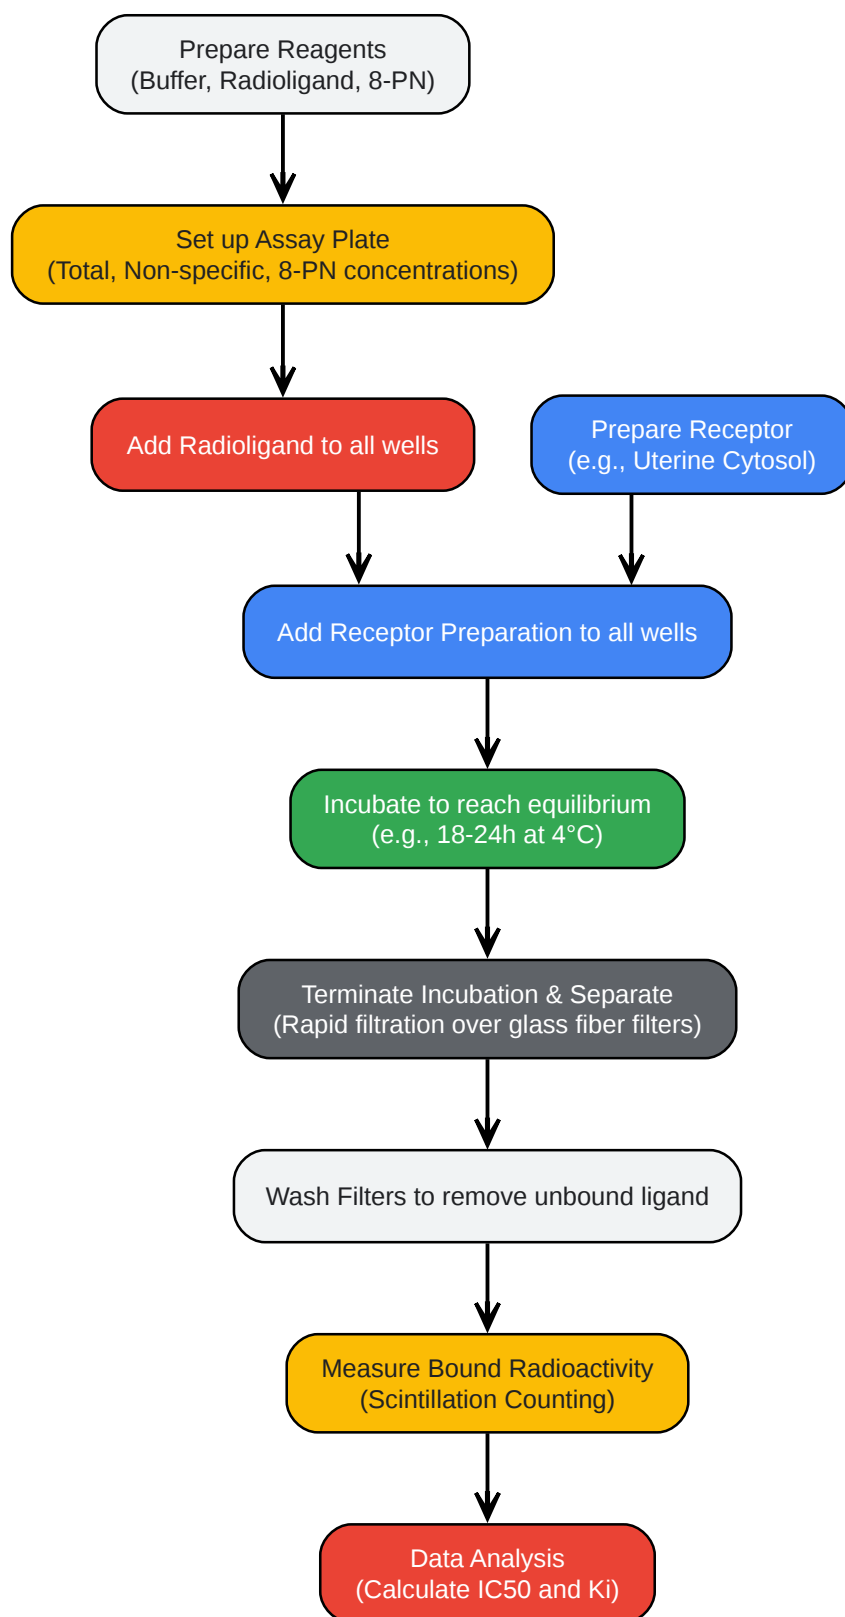 Prepare Reagents
(Buffer, Radioligand, 8-PN)
Set up Assay Plate
(Total, Non-specific, 8-PN concentrations)
Add Radioligand to all wells
Prepare Receptor
(e.g., Uterine Cytosol)
Add Receptor Preparation to all wells
Incubate to reach equilibrium
(e.g., 18-24h at 4°C)
Terminate Incubation & Separate
(Rapid filtration over glass fiber filters)
Wash Filters to remove unbound ligand
Measure Bound Radioactivity
(Scintillation Counting)
Data Analysis
(Calculate IC50 and Ki)